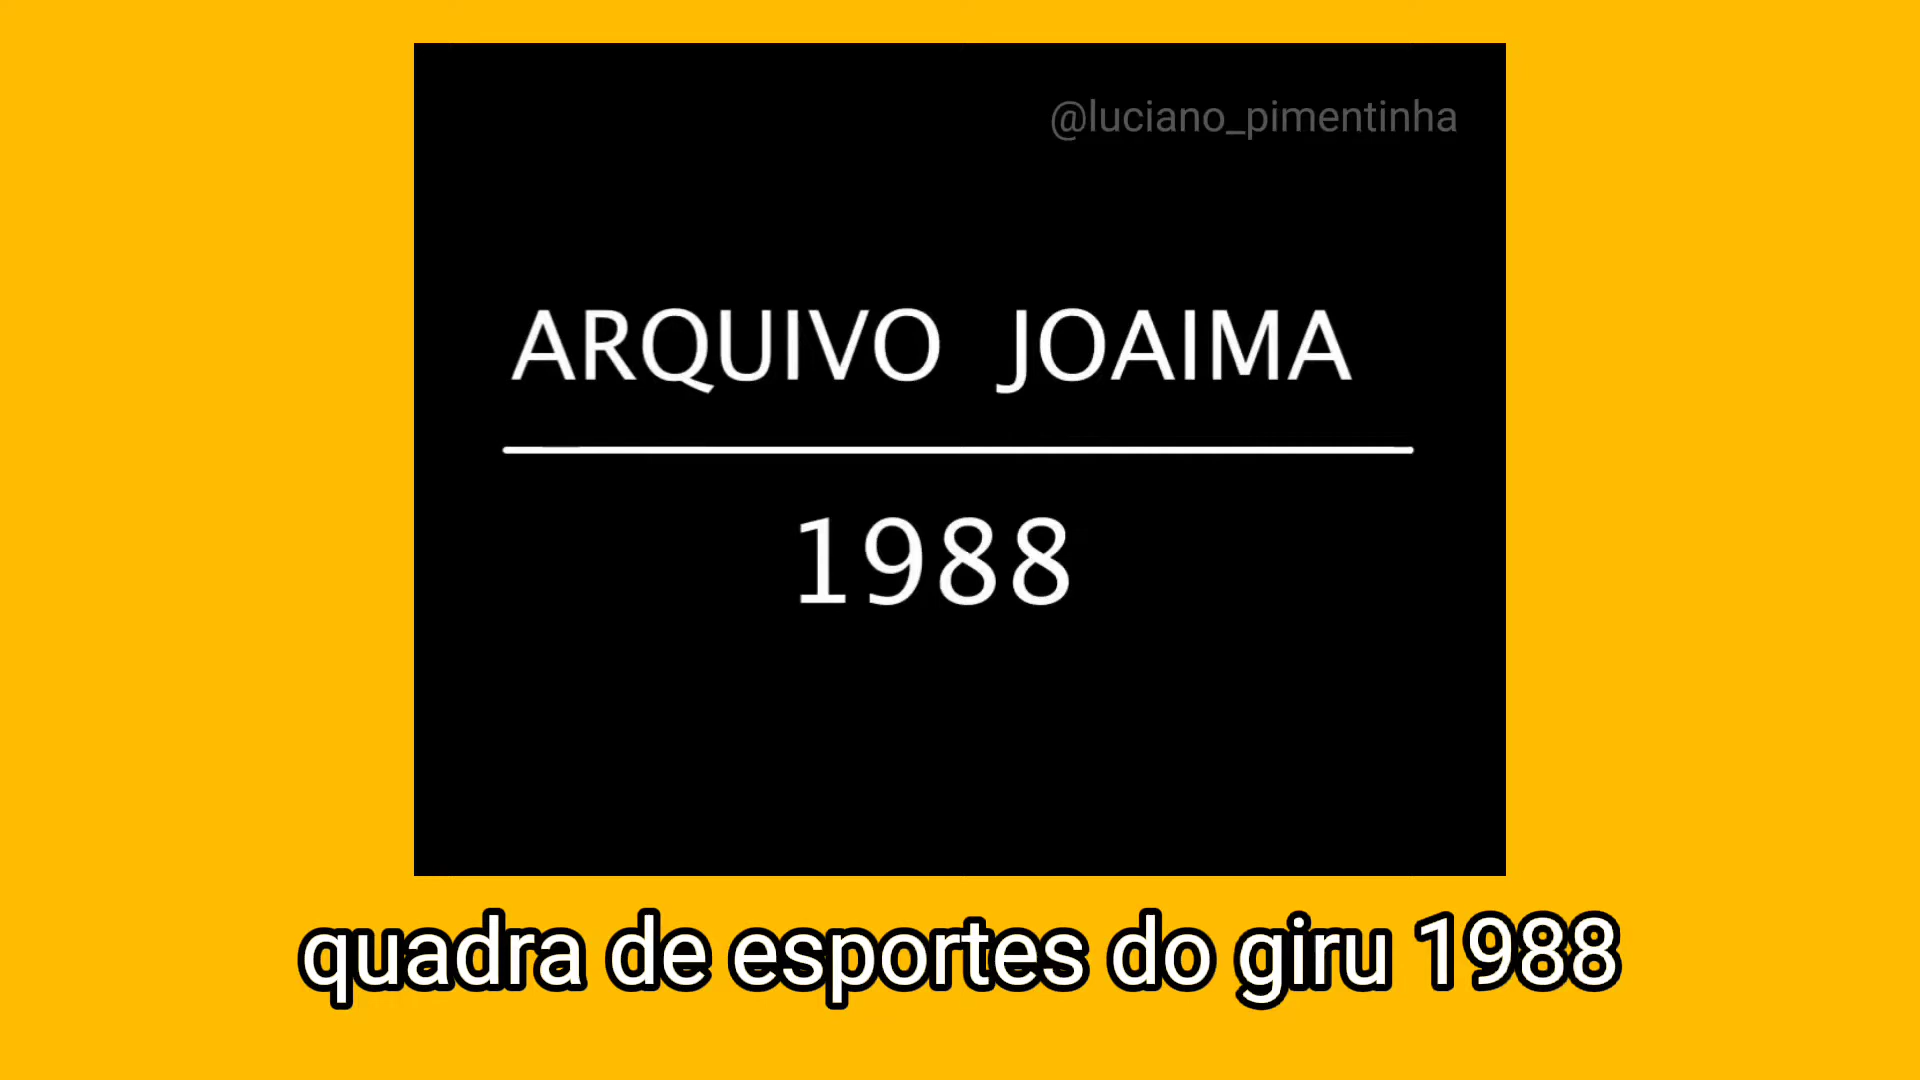 @luciano_pimentinha
ARQUIVO JOAIMA
1988
quadra de esportes do giru 1988